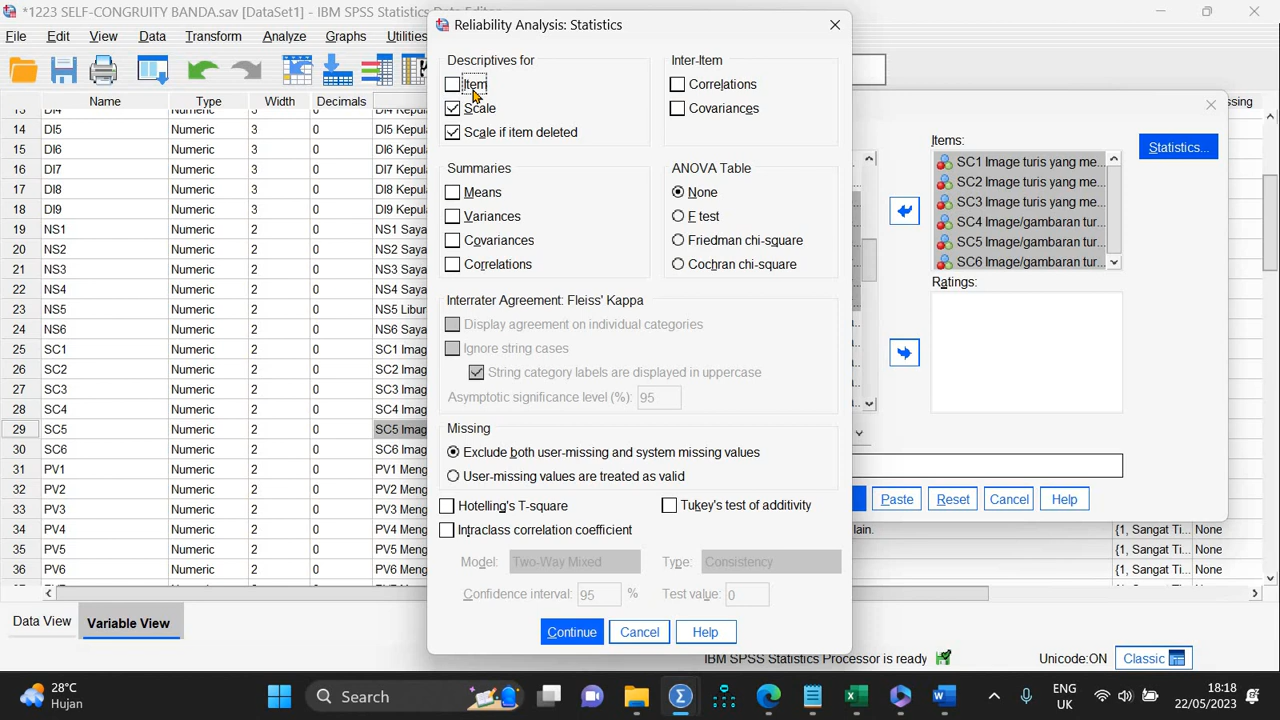 *1223 SELF-CONGRUITY BANDA.sav [DataSet1] - IBM SPSS Statistics Data Editor
File Edit View Data Transform Analyze Graphs Utilities
Name Type Width Decimals
DI4 Numeric 3 0 DI4 Kepul
14 DI5 Numeric 3 0 DI5 Kepula
15 DI6 Numeric 3 0 DI6 Kepula
16 DI7 Numeric 3 0 DI7 Kepula
17 DI8 Numeric 3 0 DI8 Kepula
18 DI9 Numeric 3 0 DI9 Kepula
19 NS1 Numeric 2 0 NS1 Saya
20 NS2 Numeric 2 0 NS2 Saya
21 NS3 Numeric 2 0 NS3 Saya
22 NS4 Numeric 2 0 NS4 Saya
23 NS5 Numeric 2 0 NS5 Libur
24 NS6 Numeric 2 0 NS6 Saya
25 SC1 Numeric 2 0 SC1 Imag
26 SC2 Numeric 2 0 SC2 Imag
27 SC3 Numeric 2 0 SC3 Imag
28 SC4 Numeric 2 0 SC4 Imag
29 SC5 Numeric 2 0 SC5 Imag
30 SC6 Numeric 2 0 SC6 Imag
31 PV1 Numeric 2 0 PV1 Meng
32 PV2 Numeric 2 0 PV2 Meng
33 PV3 Numeric 2 0 PV3 Meng
34 PV4 Numeric 2 0 PV4 Meng
35 PV5 Numeric 2 0 PV5 Meng
36 PV6 Numeric 2 0 PV6 Meng
Data View Variable View
Reliability Analysis: Statistics
Descriptives for
Item
Scale
Scale if item deleted
Inter-Item
Correlations
Covariances
Summaries
Means
Variances
Covariances
Correlations
ANOVA Table
None
F test
Friedman chi-square
Cochran chi-square
Interrater Agreement: Fleiss' Kappa
Display agreement on individual categories
Ignore string cases
String category labels are displayed in uppercase
Asymptotic significance level (%): 95
Missing
Exclude both user-missing and system missing values
User-missing values are treated as valid
Hotelling's T-square Tukey's test of additivity
Intraclass correlation coefficient
Model: Two-Way Mixed Type: Consistency
Confidence interval: 95 % Test value: 0
Continue Cancel Help
Items:
SC1 Image turis yang me...
SC2 Image turis yang me...
SC3 Image turis yang me...
SC4 Image/gambaran tur...
SC5 Image/gambaran tur...
SC6 Image/gambaran tur...
Ratings:
Statistics...
Paste Reset Cancel Help
ssing
lain. {1, Sangat Ti... None
{1, Sangat Ti... None
{1, Sangat Ti... None
IBM SPSS Statistics Processor is ready Unicode:ON Classic
28°C
Hujan
Search
ENG
UK
18:18
22/05/2023